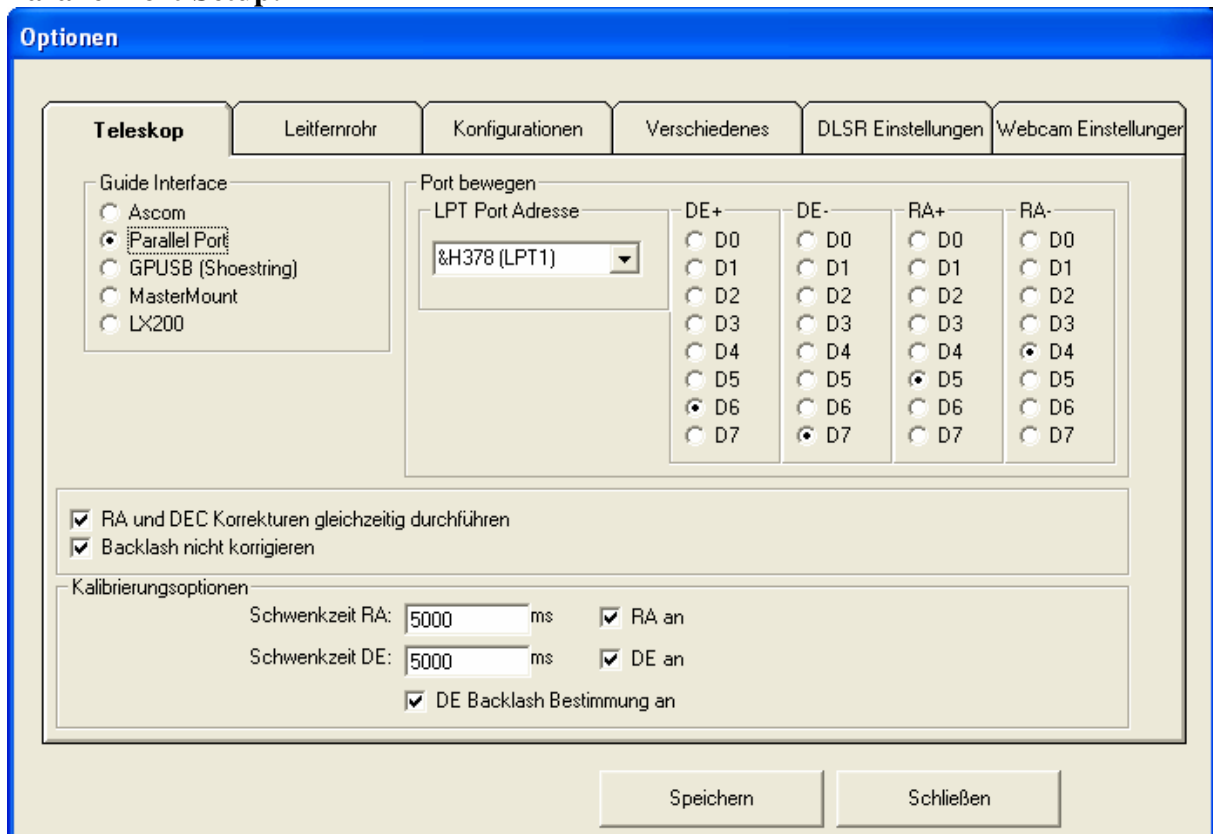 Parallel Port Setup:
Optionen
Teleskop Leitfernrohr Konfigurationen Verschiedenes DLSR Einstellungen Webcam Einstellunger
Guide Interface
Ascom
Parallel Port
GPUSB (Shoestring)
MasterMount
LX200
Port bewegen
LPT Port Adresse
&H378 (LPT1)
DE+ DE- RA+ RA-
D0 D0 D0 D0
D1 D1 D1 D1
D2 D2 D2 D2
D3 D3 D3 D3
D4 D4 D4 D4
D5 D5 D5 D5
D6 D6 D6 D6
D7 D7 D7 D7
RA und DEC Korrekturen gleichzeitig durchführen
Backlash nicht korrigieren
Kalibrierungsoptionen
Schwenkzeit RA: 5000 ms RA an
Schwenkzeit DE: 5000 ms DE an
DE Backlash Bestimmung an
Speichern Schließen